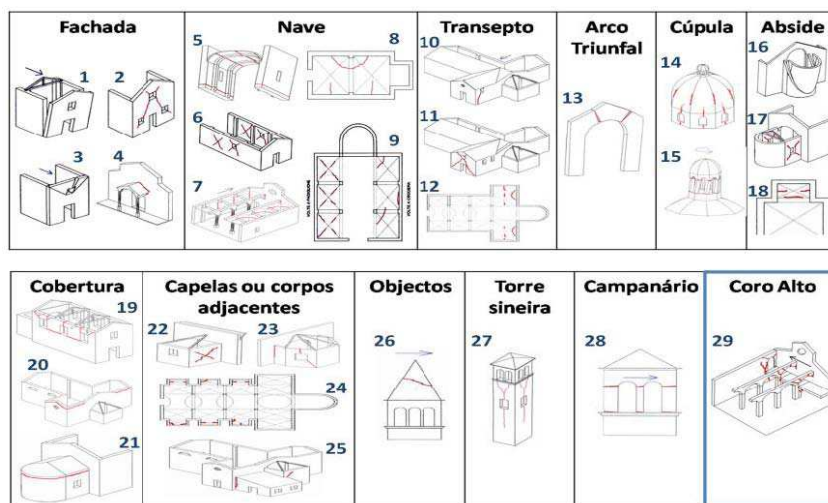 Fachada
Nave
Transepto
Arco
Triunfal
Cúpula
Abside
1
2
3
4
5
6
7
8
9
10
11
12
13
14
15
16
17
18
Cobertura
Capelas ou corpos
adjacentes
Objectos
Torre
sineira
Campanário
Coro Alto
19
20
21
22
23
24
25
26
27
28
29